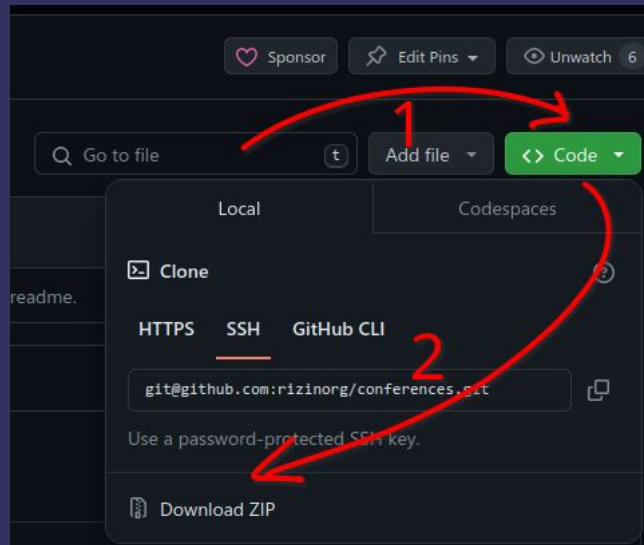 Sponsor Edit Pins Unwatch 6
1
Go to file t Add file <> Code
Local Codespaces
Clone
readme.
HTTPS SSH GitHub CLI
2
git@github.com:rizinorg/conferences.git
Use a password-protected SSH key.
Download ZIP